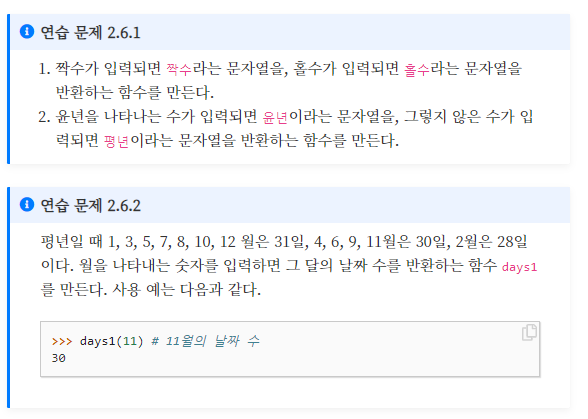 연습 문제 2.6.1
1. 짝수가 입력되면 짝수라는 문자열을, 홀수가 입력되면 홀수라는 문자열을
반환하는 함수를 만든다.
2. 윤년을 나타나는 수가 입력되면 윤년이라는 문자열을, 그렇지 않은 수가 입
력되면 평년이라는 문자열을 반환하는 함수를 만든다.
연습 문제 2.6.2
평년일 때 1, 3, 5, 7, 8, 10, 12 월은 31일, 4, 6, 9, 11월은 30일, 2월은 28일
이다. 월을 나타내는 숫자를 입력하면 그 달의 날짜 수를 반환하는 함수 days1
를 만든다. 사용 예는 다음과 같다.
>>> days1(11) # 11월의 날짜 수
30